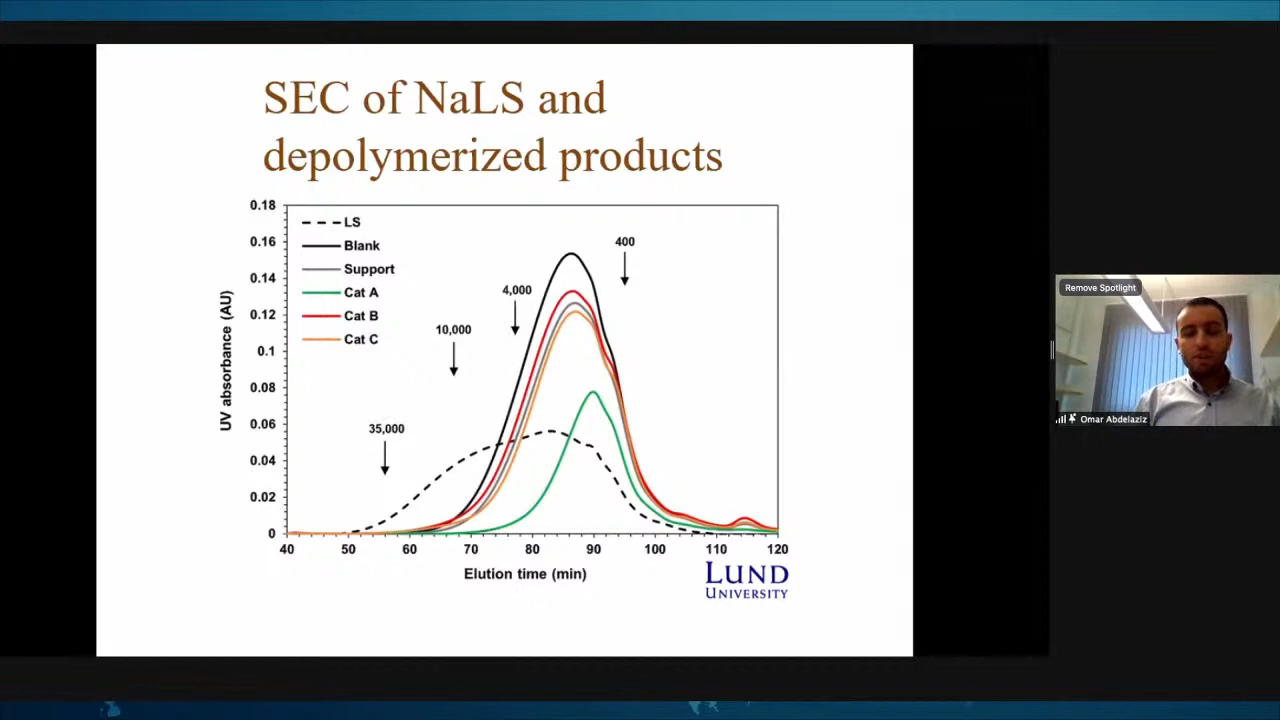 SEC of NaLS and
depolymerized products
0.18
0.16
0.14
0.12
0.1
0.08
0.06
0.04
0.02
0
UV absorbance (AU)
LS
Blank
Support
Cat A
Cat B
Cat C
35,000
10,000
4,000
400
40 50 60 70 80 90 100 110 120
Elution time (min)
LUND
UNIVERSITY
Remove Spotlight
Omar Abdelaziz